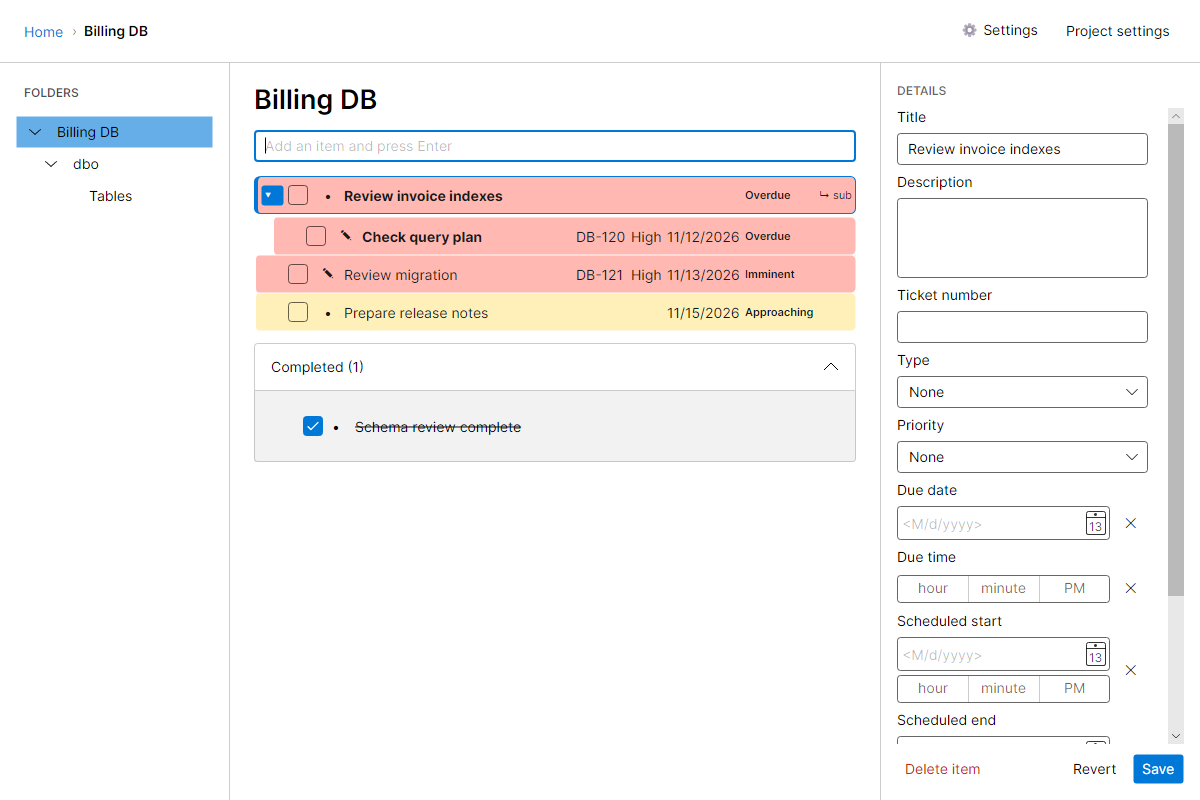 Home › Billing DB
Settings
Project settings
FOLDERS
Billing DB
dbo
Tables
Billing DB
Add an item and press Enter
• Review invoice indexes Overdue ↳ sub
Check query plan DB-120 High 11/12/2026 Overdue
Review migration DB-121 High 11/13/2026 Imminent
• Prepare release notes 11/15/2026 Approaching
Completed (1)
• Schema review complete
DETAILS
Title
Review invoice indexes
Description
Ticket number
Type
None
Priority
None
Due date
<M/d/yyyy> 13
Due time
hour minute PM
Scheduled start
<M/d/yyyy> 13
hour minute PM
Scheduled end
Delete item
Revert
Save